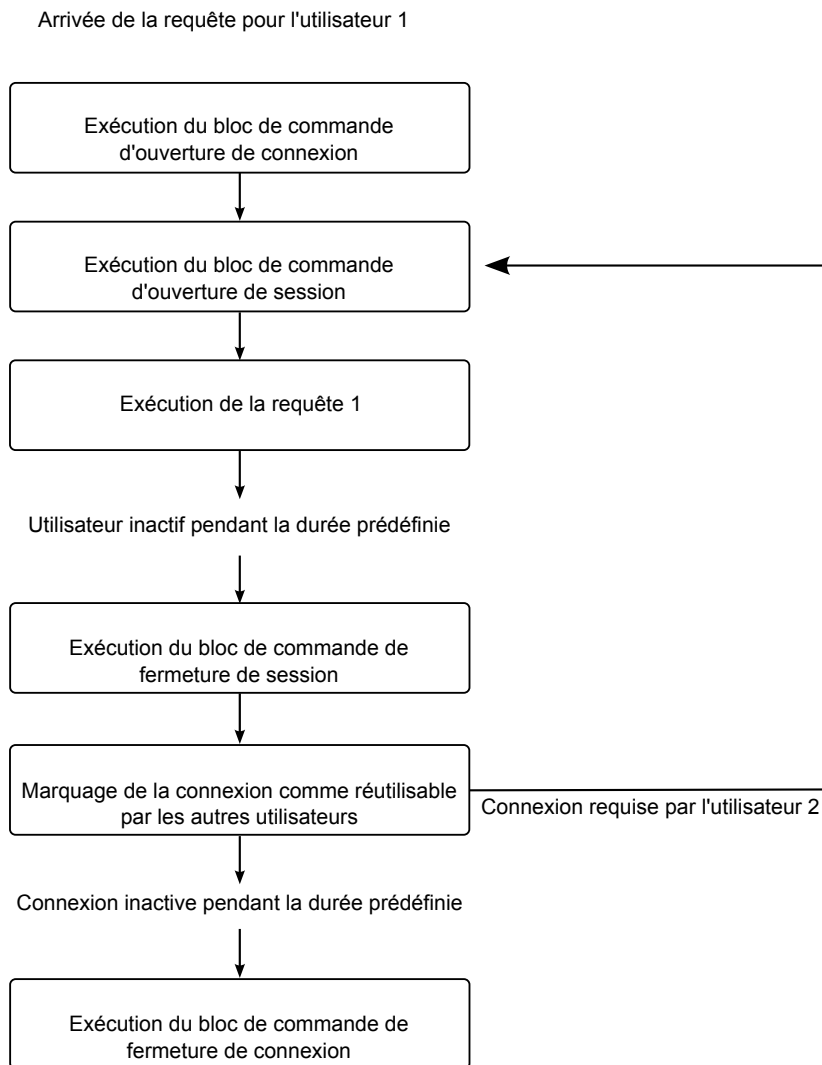 Arrivée de la requête pour l'utilisateur 1
Exécution du bloc de commande
d'ouverture de connexion
Exécution du bloc de commande
d'ouverture de session
Exécution de la requête 1
Utilisateur inactif pendant la durée prédéfinie
Exécution du bloc de commande de
fermeture de session
Marquage de la connexion comme réutilisable
par les autres utilisateurs
Connexion requise par l'utilisateur 2
Connexion inactive pendant la durée prédéfinie
Exécution du bloc de commande de
fermeture de connexion